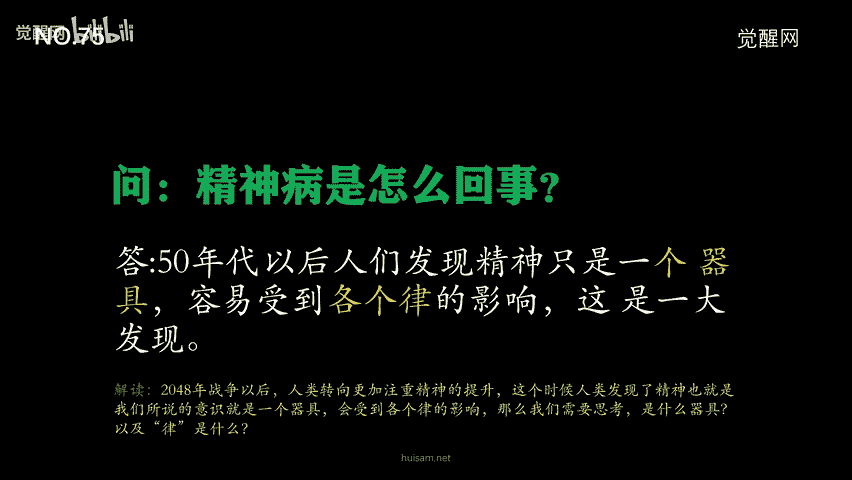 觉醒网 bilibili
NO.75
觉醒网
问：精神病是怎么回事？
答:50年代以后人们发现精神只是一个 器
具，容易受到各个律的影响，这 是一大
发现。
解读：2048年战争以后，人类转向更加注重精神的提升，这个时候人类发现了精神也就是
我们所说的意识就是一个器具，会受到各个律的影响，那么我们需要思考，是什么器具？
以及“律”是什么？
huisam.net